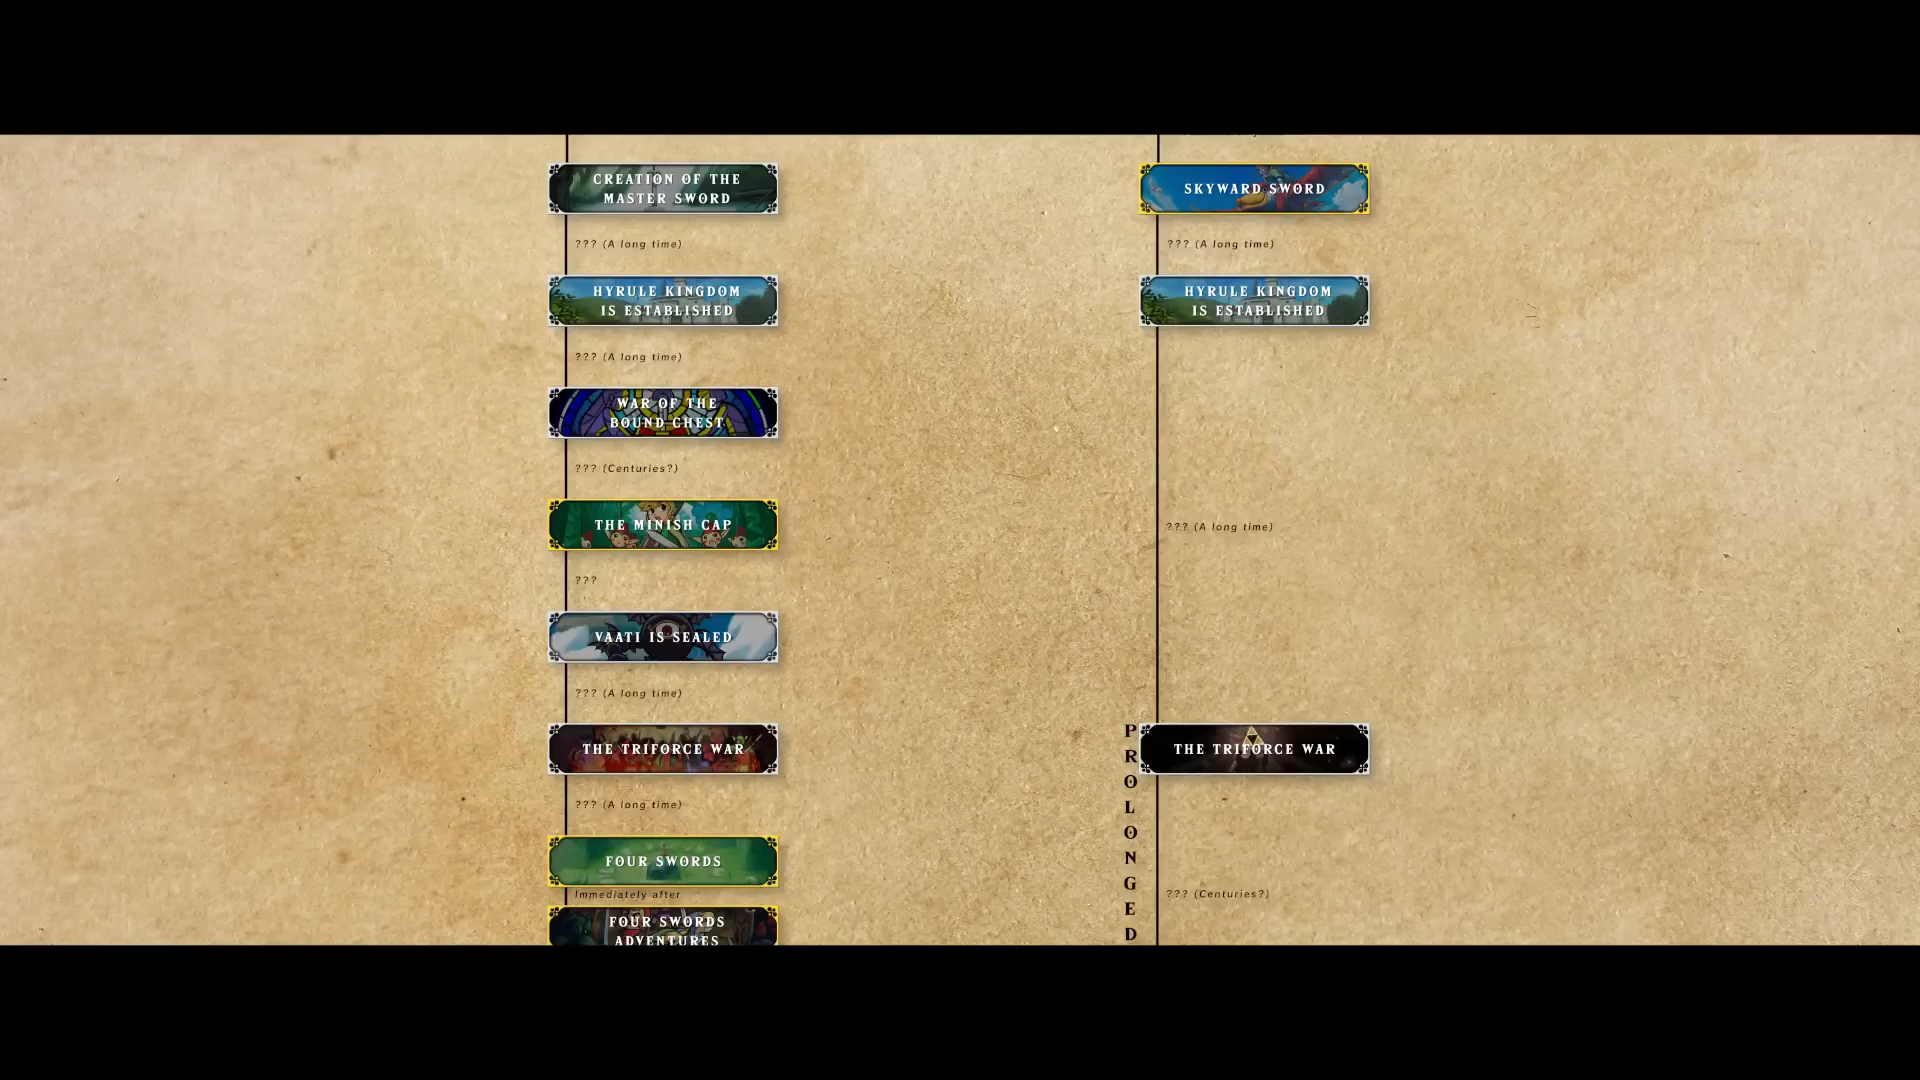 CREATION OF THE
MASTER SWORD
??? (A long time)
HYRULE KINGDOM
IS ESTABLISHED
??? (A long time)
WAR OF THE
BOUND CHEST
??? (Centuries?)
THE MINISH CAP
???
VAATI IS SEALED
??? (A long time)
THE TRIFORCE WAR
??? (A long time)
FOUR SWORDS
Immediately after
FOUR SWORDS
ADVENTURES
SKYWARD SWORD
??? (A long time)
HYRULE KINGDOM
IS ESTABLISHED
??? (A long time)
THE TRIFORCE WAR
??? (Centuries?)
PROLONGED